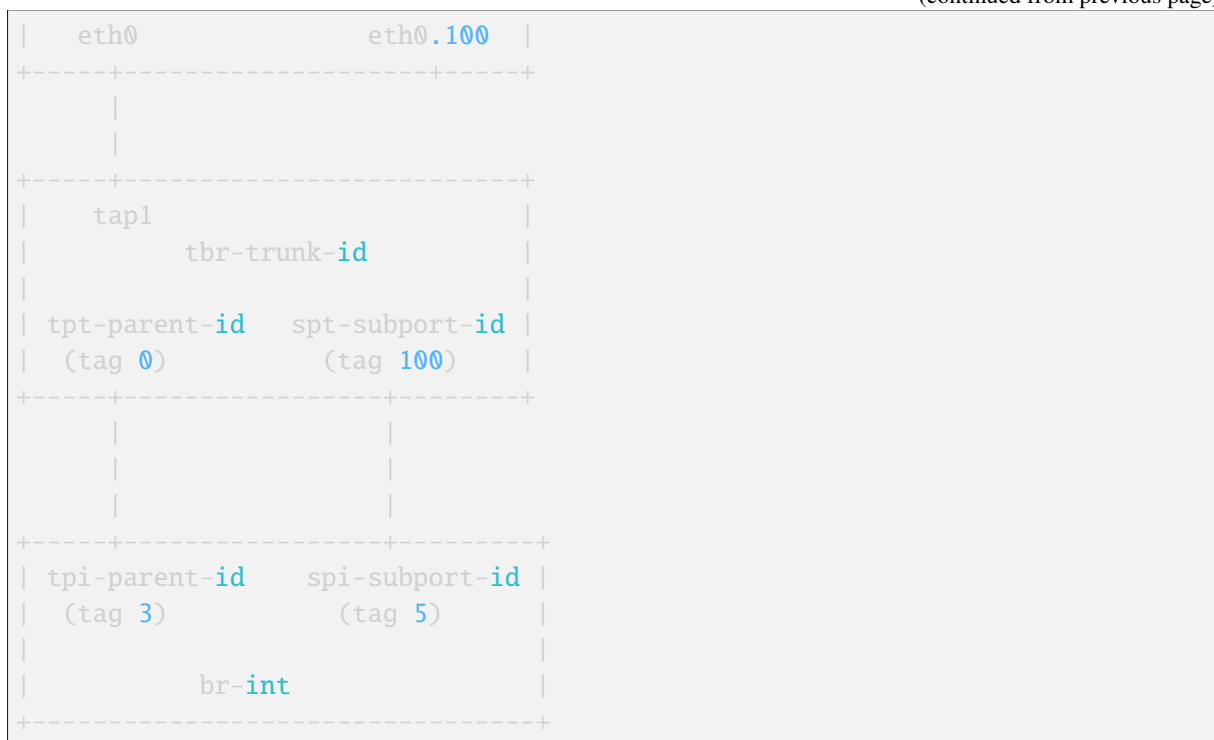 (continued from previous page)
|    eth0               eth0.100  |
+-----+--------------------+-----+
      |
      |
+-----+--------------------------+
|    tap1                        |
|          tbr-trunk-id          |
|                                |
| tpt-parent-id   spt-subport-id |
|  (tag 0)          (tag 100)    |
+-----+-----------------+--------+
      |                 |
      |                 |
      |                 |
+-----+-----------------+---------+
| tpi-parent-id    spi-subport-id |
|  (tag 3)           (tag 5)      |
|                                 |
|           br-int                |
+---------------------------------+